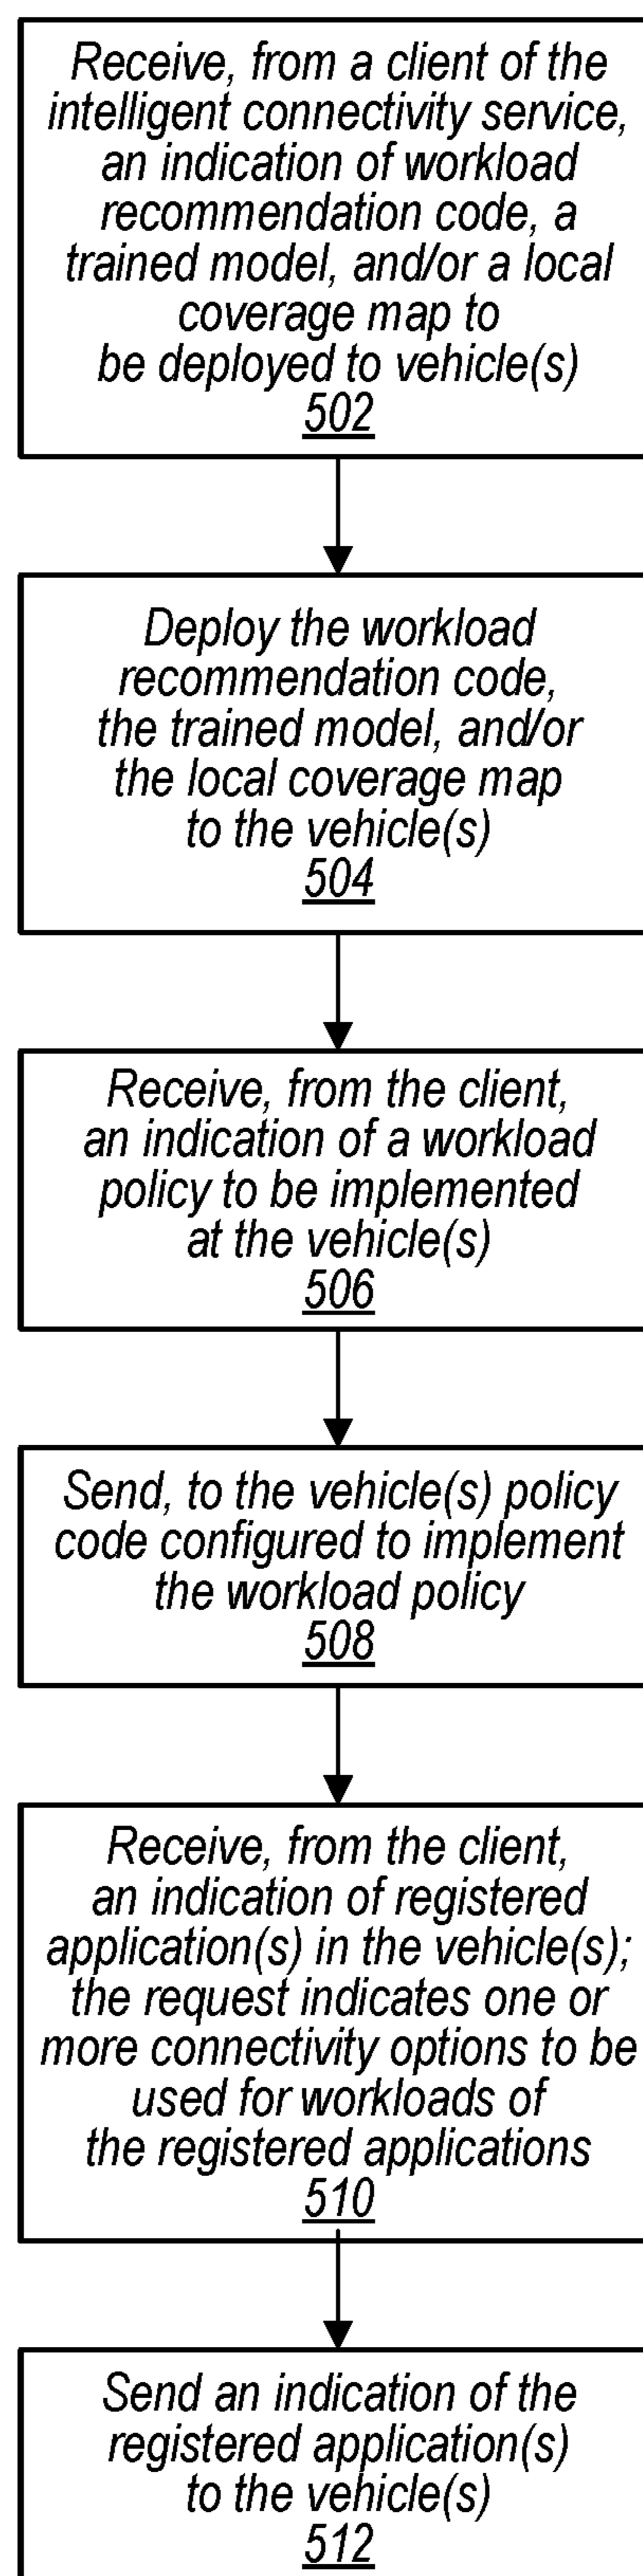 Receive, from a client of the
intelligent connectivity service,
an indication of workload
recommendation code, a
trained model, and/or a local
coverage map to
be deployed to vehicle(s)
502
Deploy the workload
recommendation code,
the trained model, and/or
the local coverage map
to the vehicle(s)
504
Receive, from the client,
an indication of a workload
policy to be implemented
at the vehicle(s)
506
Send, to the vehicle(s) policy
code configured to implement
the workload policy
508
Receive, from the client,
an indication of registered
application(s) in the vehicle(s);
the request indicates one or
more connectivity options to be
used for workloads of
the registered applications
510
Send an indication of the
registered application(s)
to the vehicle(s)
512